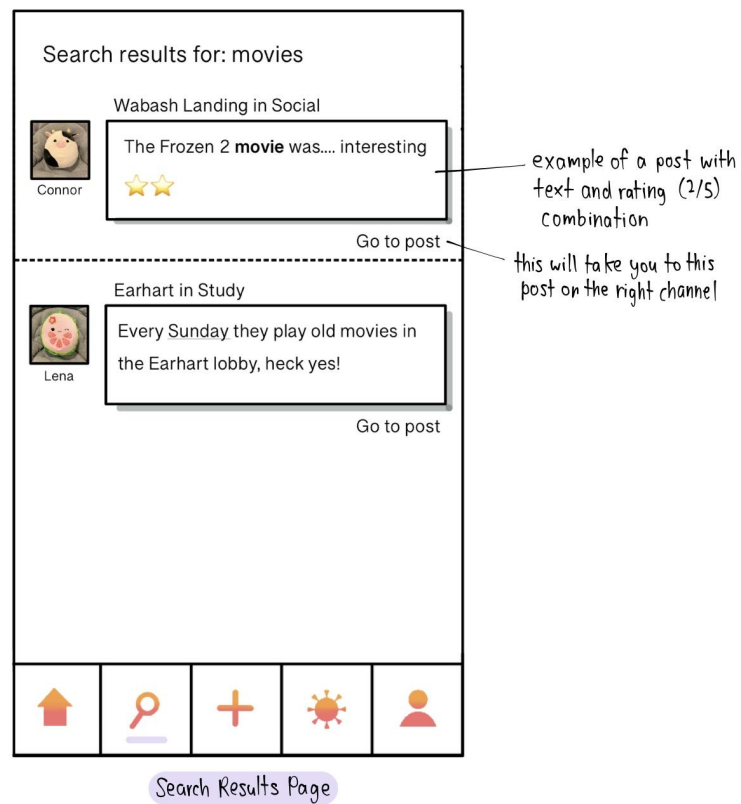 Search results for: movies
Wabash Landing in Social
The Frozen 2 movie was.... interesting
Connor
Go to post
example of a post with
text and rating (2/5)
combination
this will take you to this
post on the right channel
Earhart in Study
Every Sunday they play old movies in
the Earhart lobby, heck yes!
Lena
Go to post
Search Results Page